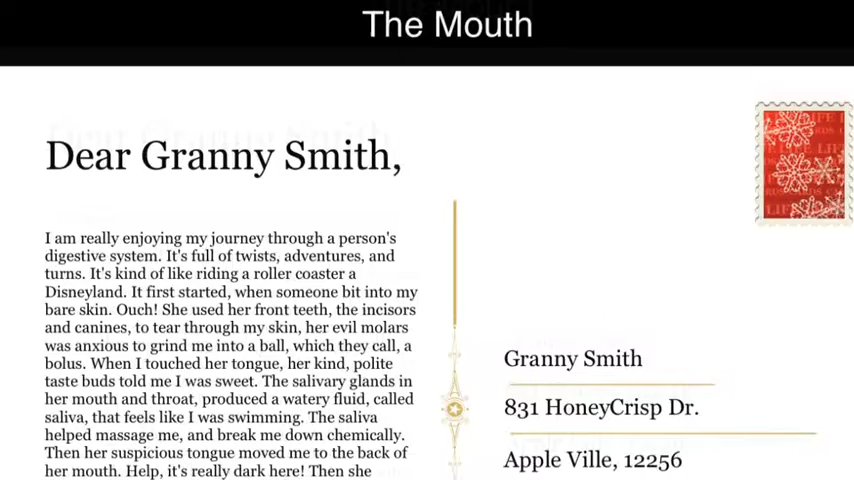 The Mouth
Dear Granny Smith,
I am really enjoying my journey through a person's
digestive system. It's full of twists, adventures, and
turns. It's kind of like riding a roller coaster a
Disneyland. It first started, when someone bit into my
bare skin. Ouch! She used her front teeth, the incisors
and canines, to tear through my skin, her evil molars
was anxious to grind me into a ball, which they call, a
bolus. When I touched her tongue, her kind, polite
taste buds told me I was sweet. The salivary glands in
her mouth and throat, produced a watery fluid, called
saliva, that feels like I was swimming. The saliva
helped massage me, and break me down chemically.
Then her suspicious tongue moved me to the back of
her mouth. Help, it's really dark here! Then she
Granny Smith
831 HoneyCrisp Dr.
Apple Ville, 12256